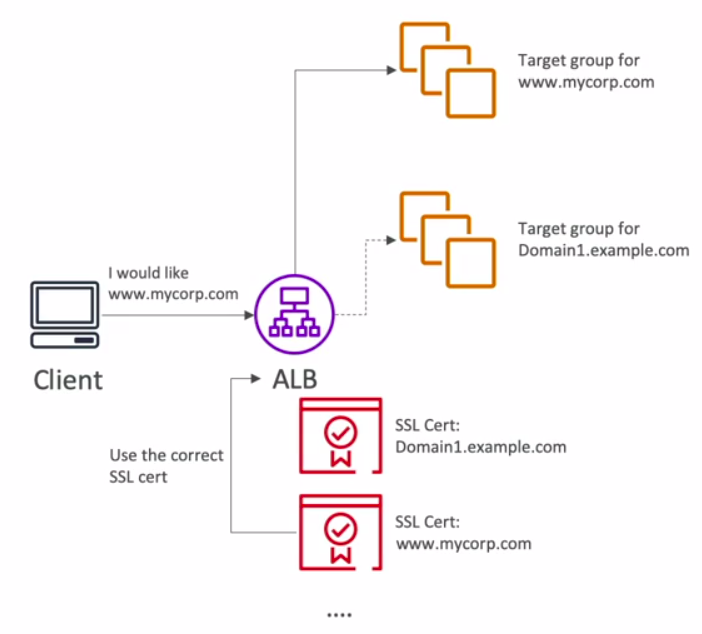 Target group for
www.mycorp.com
Target group for
Domain1.example.com
I would like
www.mycorp.com
Client
ALB
SSL Cert:
Domain1.example.com
Use the correct
SSL cert
SSL Cert:
www.mycorp.com
....